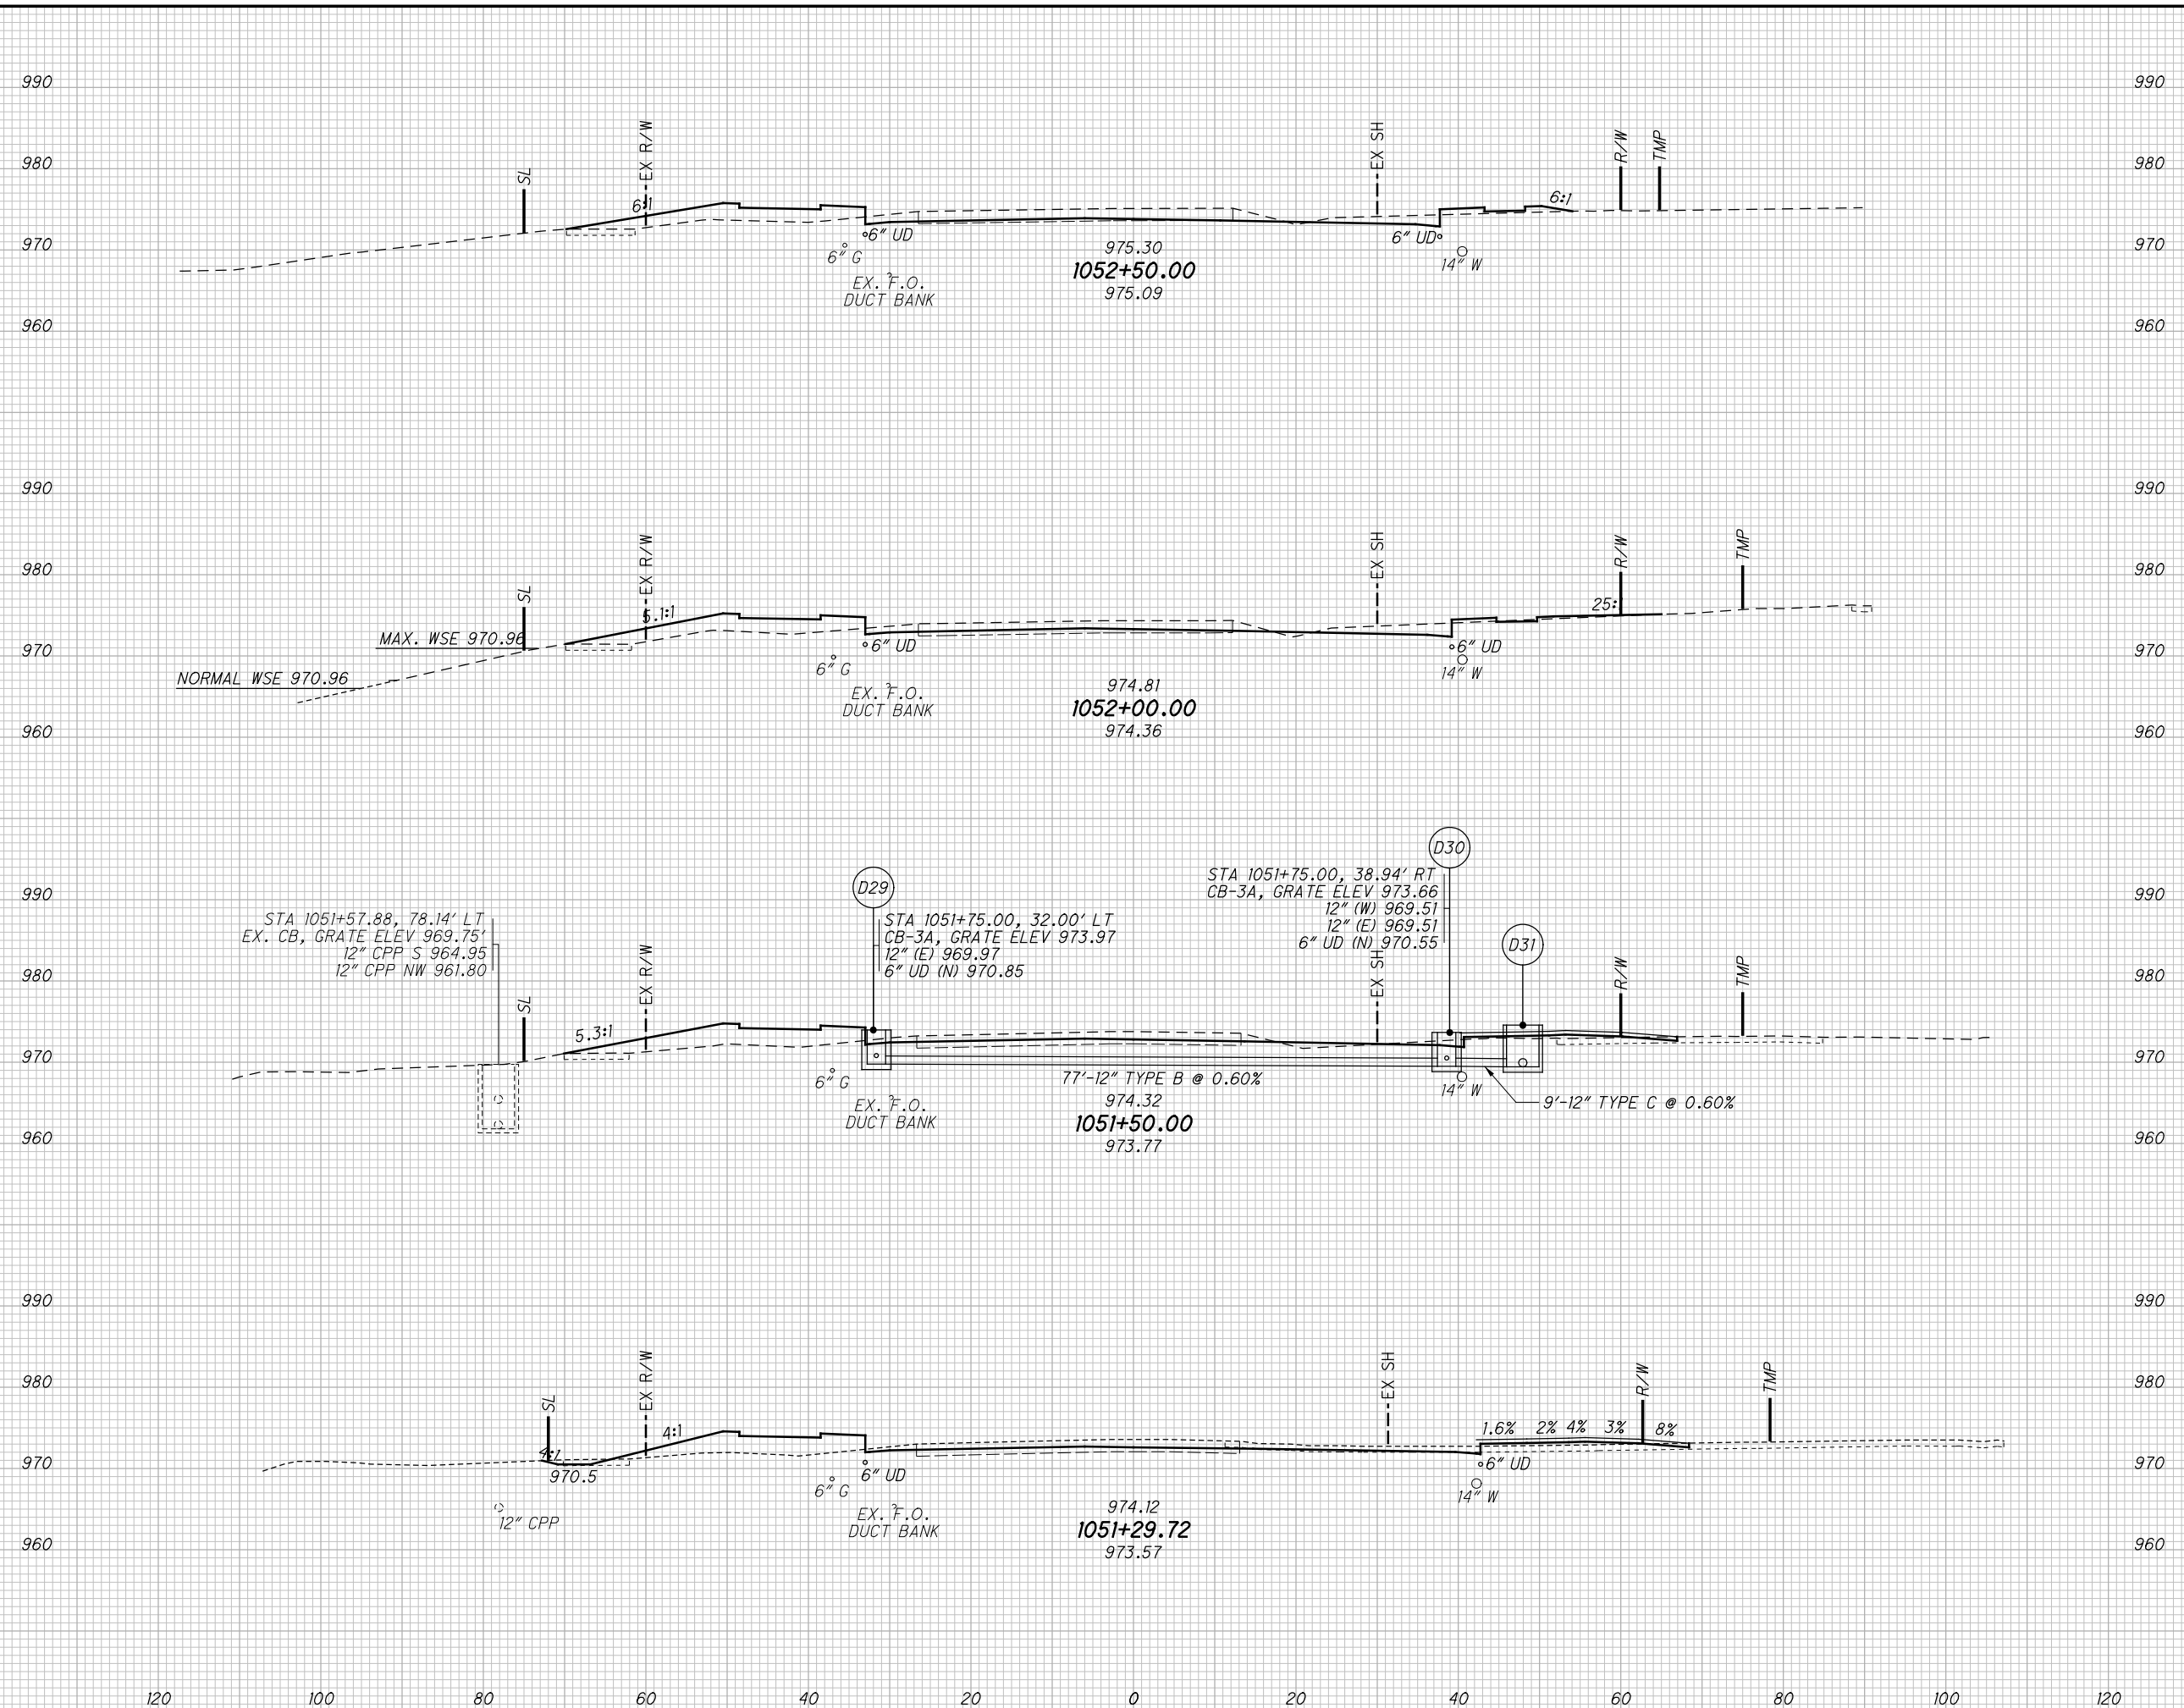 990 990
980 980
970 970
960 960
SL
EX R/W
6:1
EX SH
R/W
TMP
6:1
6" UD
6" G
EX. F.O.
DUCT BANK
975.30
1052+50.00
975.09
6" UD
14" W
990 990
980 980
970 970
960 960
SL
EX R/W
5.1:1
EX SH
R/W
TMP
25:1
MAX. WSE 970.96
NORMAL WSE 970.96
6" UD
6" G
EX. F.O.
DUCT BANK
974.81
1052+00.00
974.36
6" UD
14" W
990 990
980 980
970 970
960 960
STA 1051+57.88, 78.14' LT
EX. CB, GRATE ELEV 969.75'
12" CPP S 964.95
12" CPP NW 961.80
SL
EX R/W
5.3:1
D29
STA 1051+75.00, 32.00' LT
CB-3A, GRATE ELEV 973.97
12" (E) 969.97
6" UD (N) 970.85
D30
STA 1051+75.00, 38.94' RT
CB-3A, GRATE ELEV 973.66
12" (W) 969.51
12" (E) 969.51
6" UD (N) 970.55
EX SH
D31
R/W
TMP
6" G
EX. F.O.
DUCT BANK
77'-12" TYPE B @ 0.60%
974.32
1051+50.00
973.77
14" W
9'-12" TYPE C @ 0.60%
990 990
980 980
970 970
960 960
SL
EX R/W
4:1
4:1
970.5
12" CPP
EX SH
R/W
TMP
1.6% 2% 4% 3% 8%
6" UD
6" G
EX. F.O.
DUCT BANK
974.12
1051+29.72
973.57
6" UD
14" W
120 100 80 60 40 20 0 20 40 60 80 100 120